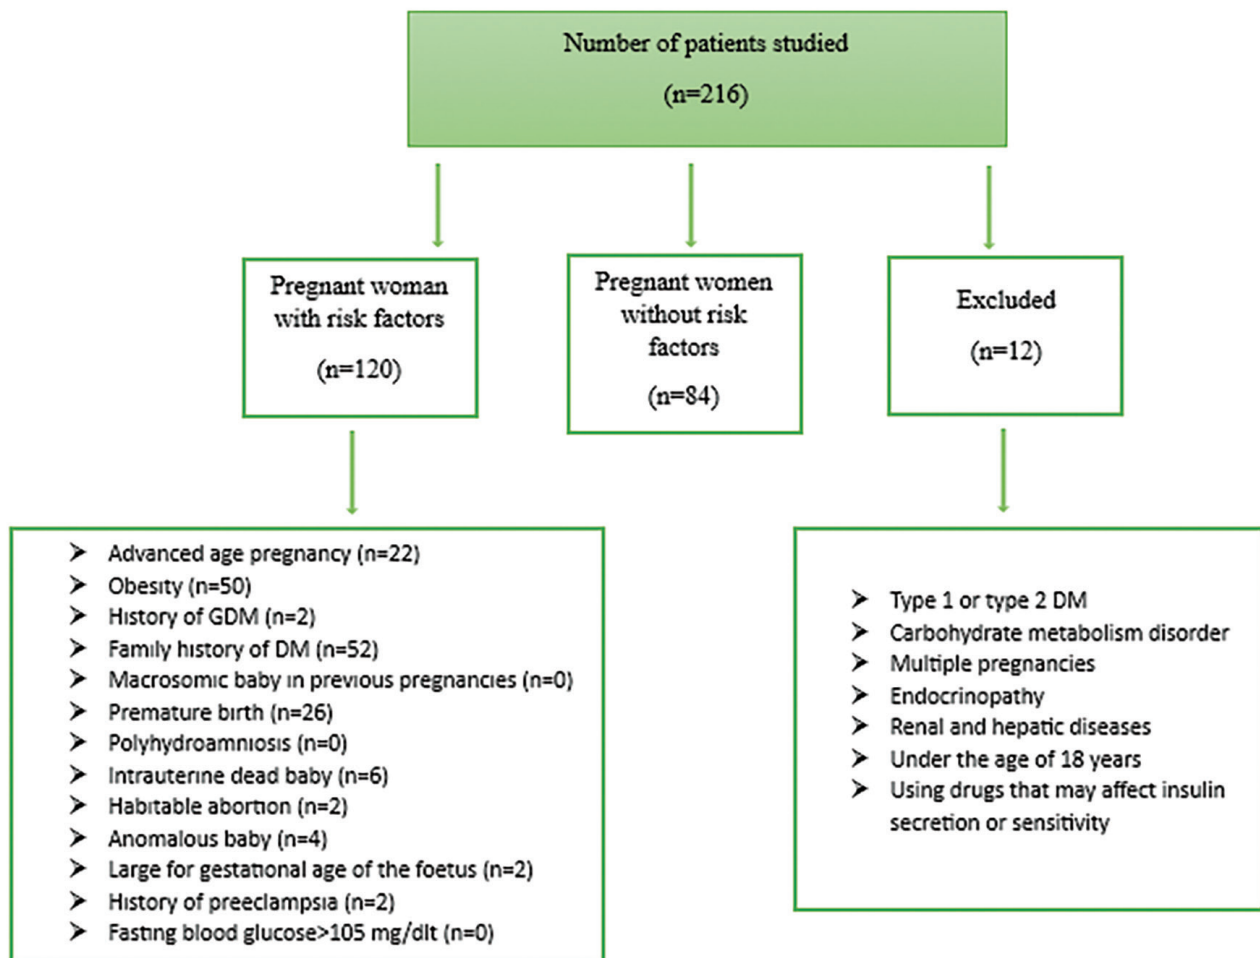 Number of patients studied
(n=216)
Pregnant woman
with risk factors
(n=120)
Pregnant women
without risk
factors
(n=84)
Excluded
(n=12)
➤ Advanced age pregnancy (n=22)
➤ Obesity (n=50)
➤ History of GDM (n=2)
➤ Family history of DM (n=52)
➤ Macrosomic baby in previous pregnancies (n=0)
➤ Premature birth (n=26)
➤ Polyhydroamniosis (n=0)
➤ Intrauterine dead baby (n=6)
➤ Habitable abortion (n=2)
➤ Anomalous baby (n=4)
➤ Large for gestational age of the foetus (n=2)
➤ History of preeclampsia (n=2)
➤ Fasting blood glucose>105 mg/dlt (n=0)
➤ Type 1 or type 2 DM
➤ Carbohydrate metabolism disorder
➤ Multiple pregnancies
➤ Endocrinopathy
➤ Renal and hepatic diseases
➤ Under the age of 18 years
➤ Using drugs that may affect insulin
secretion or sensitivity